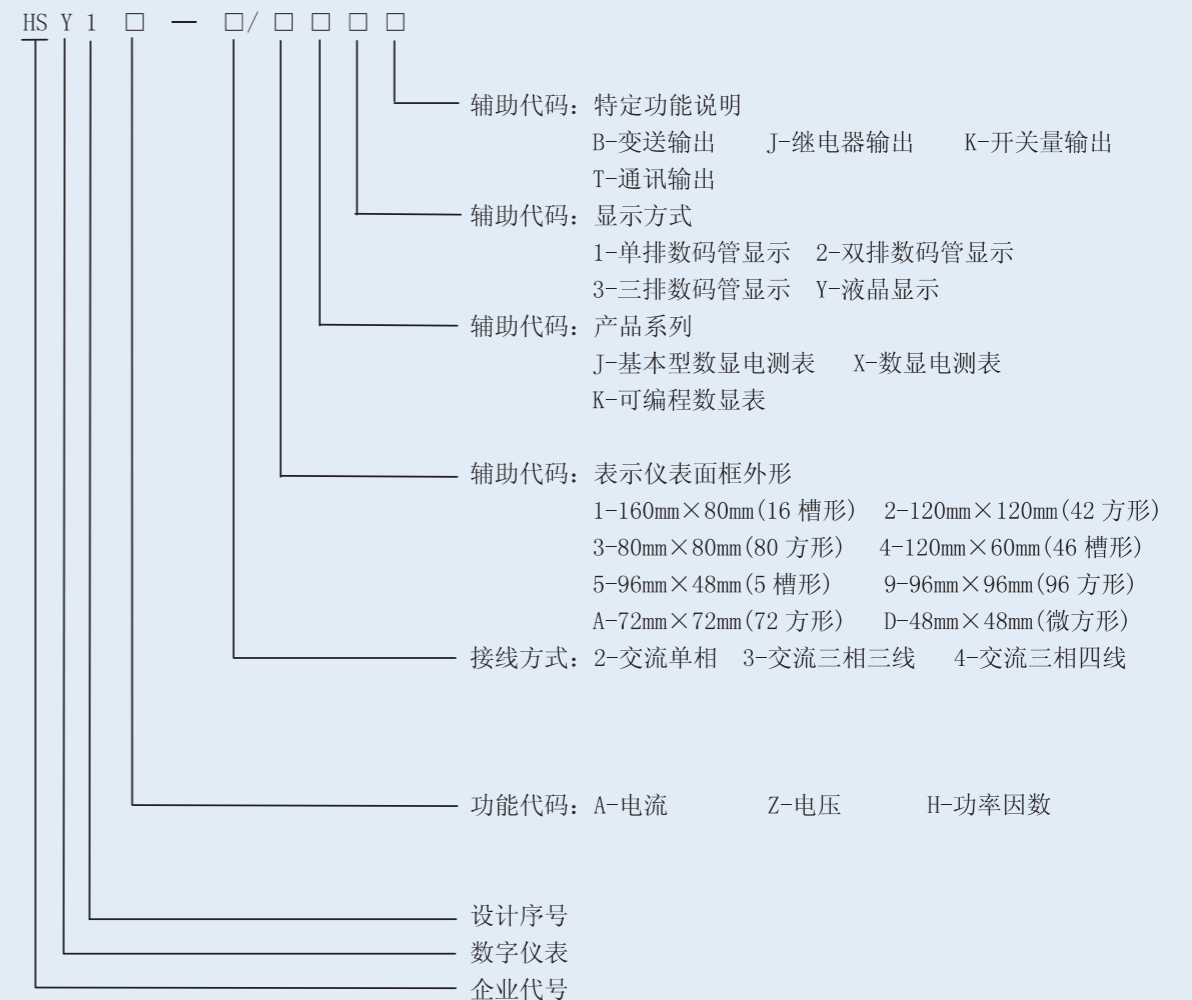 HS Y 1 □ — □/ □ □ □ □
辅助代码：特定功能说明
B-变送输出 J-继电器输出 K-开关量输出
T-通讯输出
辅助代码：显示方式
1-单排数码管显示 2-双排数码管显示
3-三排数码管显示 Y-液晶显示
辅助代码：产品系列
J-基本型数显电测表 X-数显电测表
K-可编程数显表
辅助代码：表示仪表面框外形
1-160mm×80mm(16 槽形) 2-120mm×120mm(42 方形)
3-80mm×80mm(80 方形) 4-120mm×60mm(46 槽形)
5-96mm×48mm(5 槽形) 9-96mm×96mm(96 方形)
A-72mm×72mm(72 方形) D-48mm×48mm(微方形)
接线方式：2-交流单相 3-交流三相三线 4-交流三相四线
功能代码：A-电流 Z-电压 H-功率因数
设计序号
数字仪表
企业代号